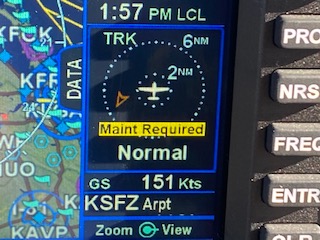 1:57 PM LCL
TRK 6NM
2NM
DATA
Maint Required
Normal
GS 151 Kts
KSFZ Arpt
Zoom View
PRO
NRS
FREQ
ENTR
KAVP